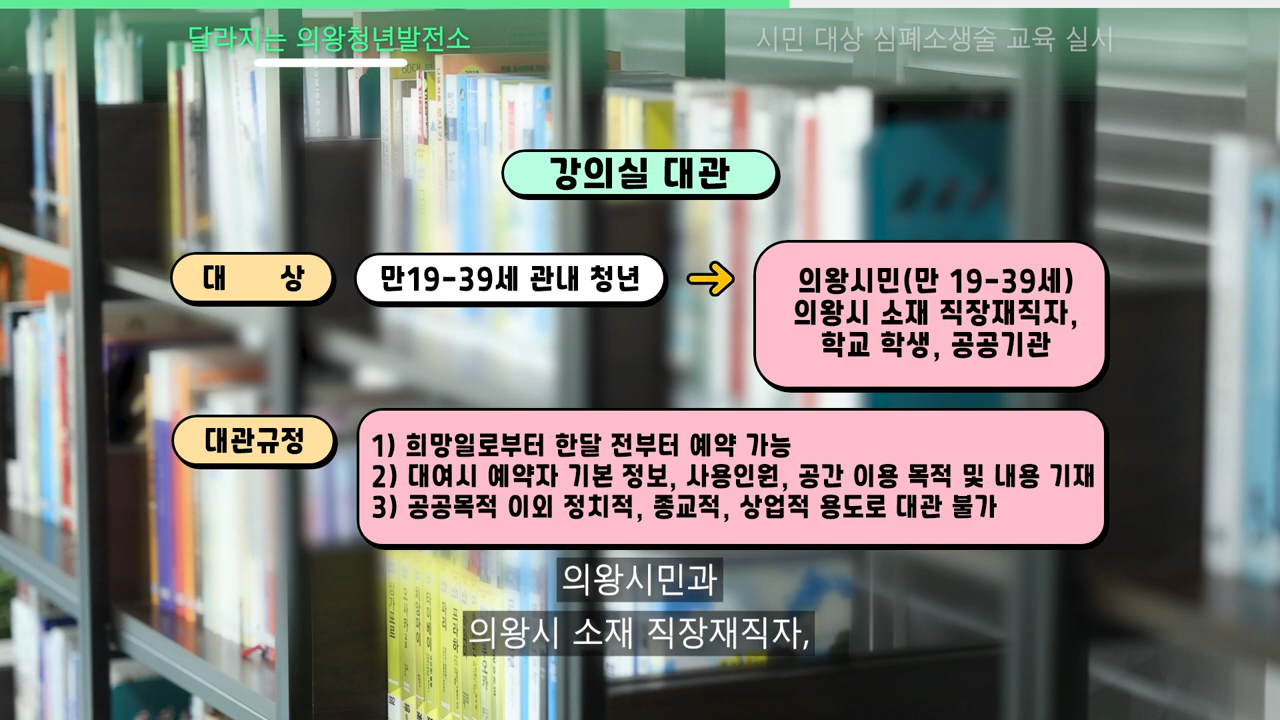 달라지는 의왕청년발전소
시민 대상 심폐소생술 교육 실시
강의실 대관
대 상
만19-39세 관내 청년
의왕시민(만 19-39세)
의왕시 소재 직장재직자,
학교 학생, 공공기관
대관규정
1) 희망일로부터 한달 전부터 예약 가능
2) 대여시 예약자 기본 정보, 사용인원, 공간 이용 목적 및 내용 기재
3) 공공목적 이외 정치적, 종교적, 상업적 용도로 대관 불가
의왕시민과
의왕시 소재 직장재직자,